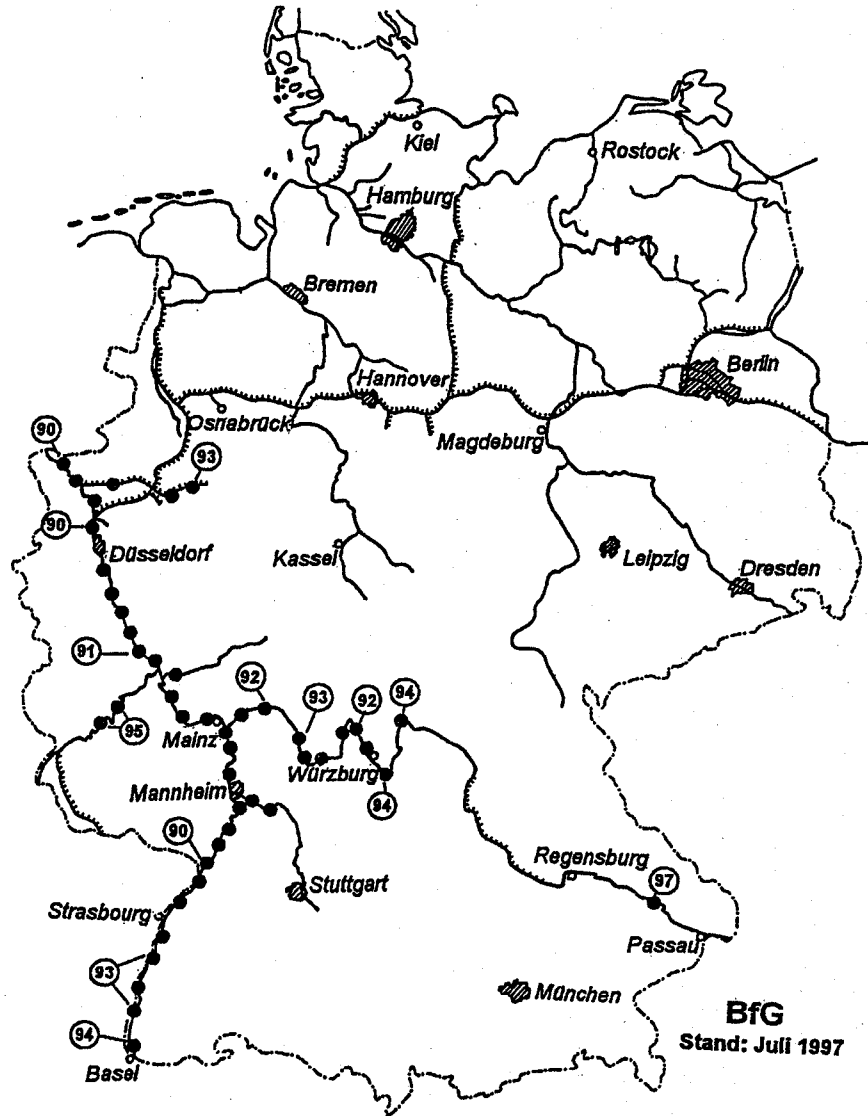 Kiel
Rostock
Hamburg
Bremen
Berlin
Hannover
Osnabrück
Magdeburg
90
93
90
Düsseldorf
Kassel
Leipzig
Dresden
91
92
93
92
94
95
Mainz
Würzburg
94
Mannheim
90
Regensburg
Stuttgart
97
Strasbourg
Passau
93
München
BfG
Stand: Juli 1997
94
Basel